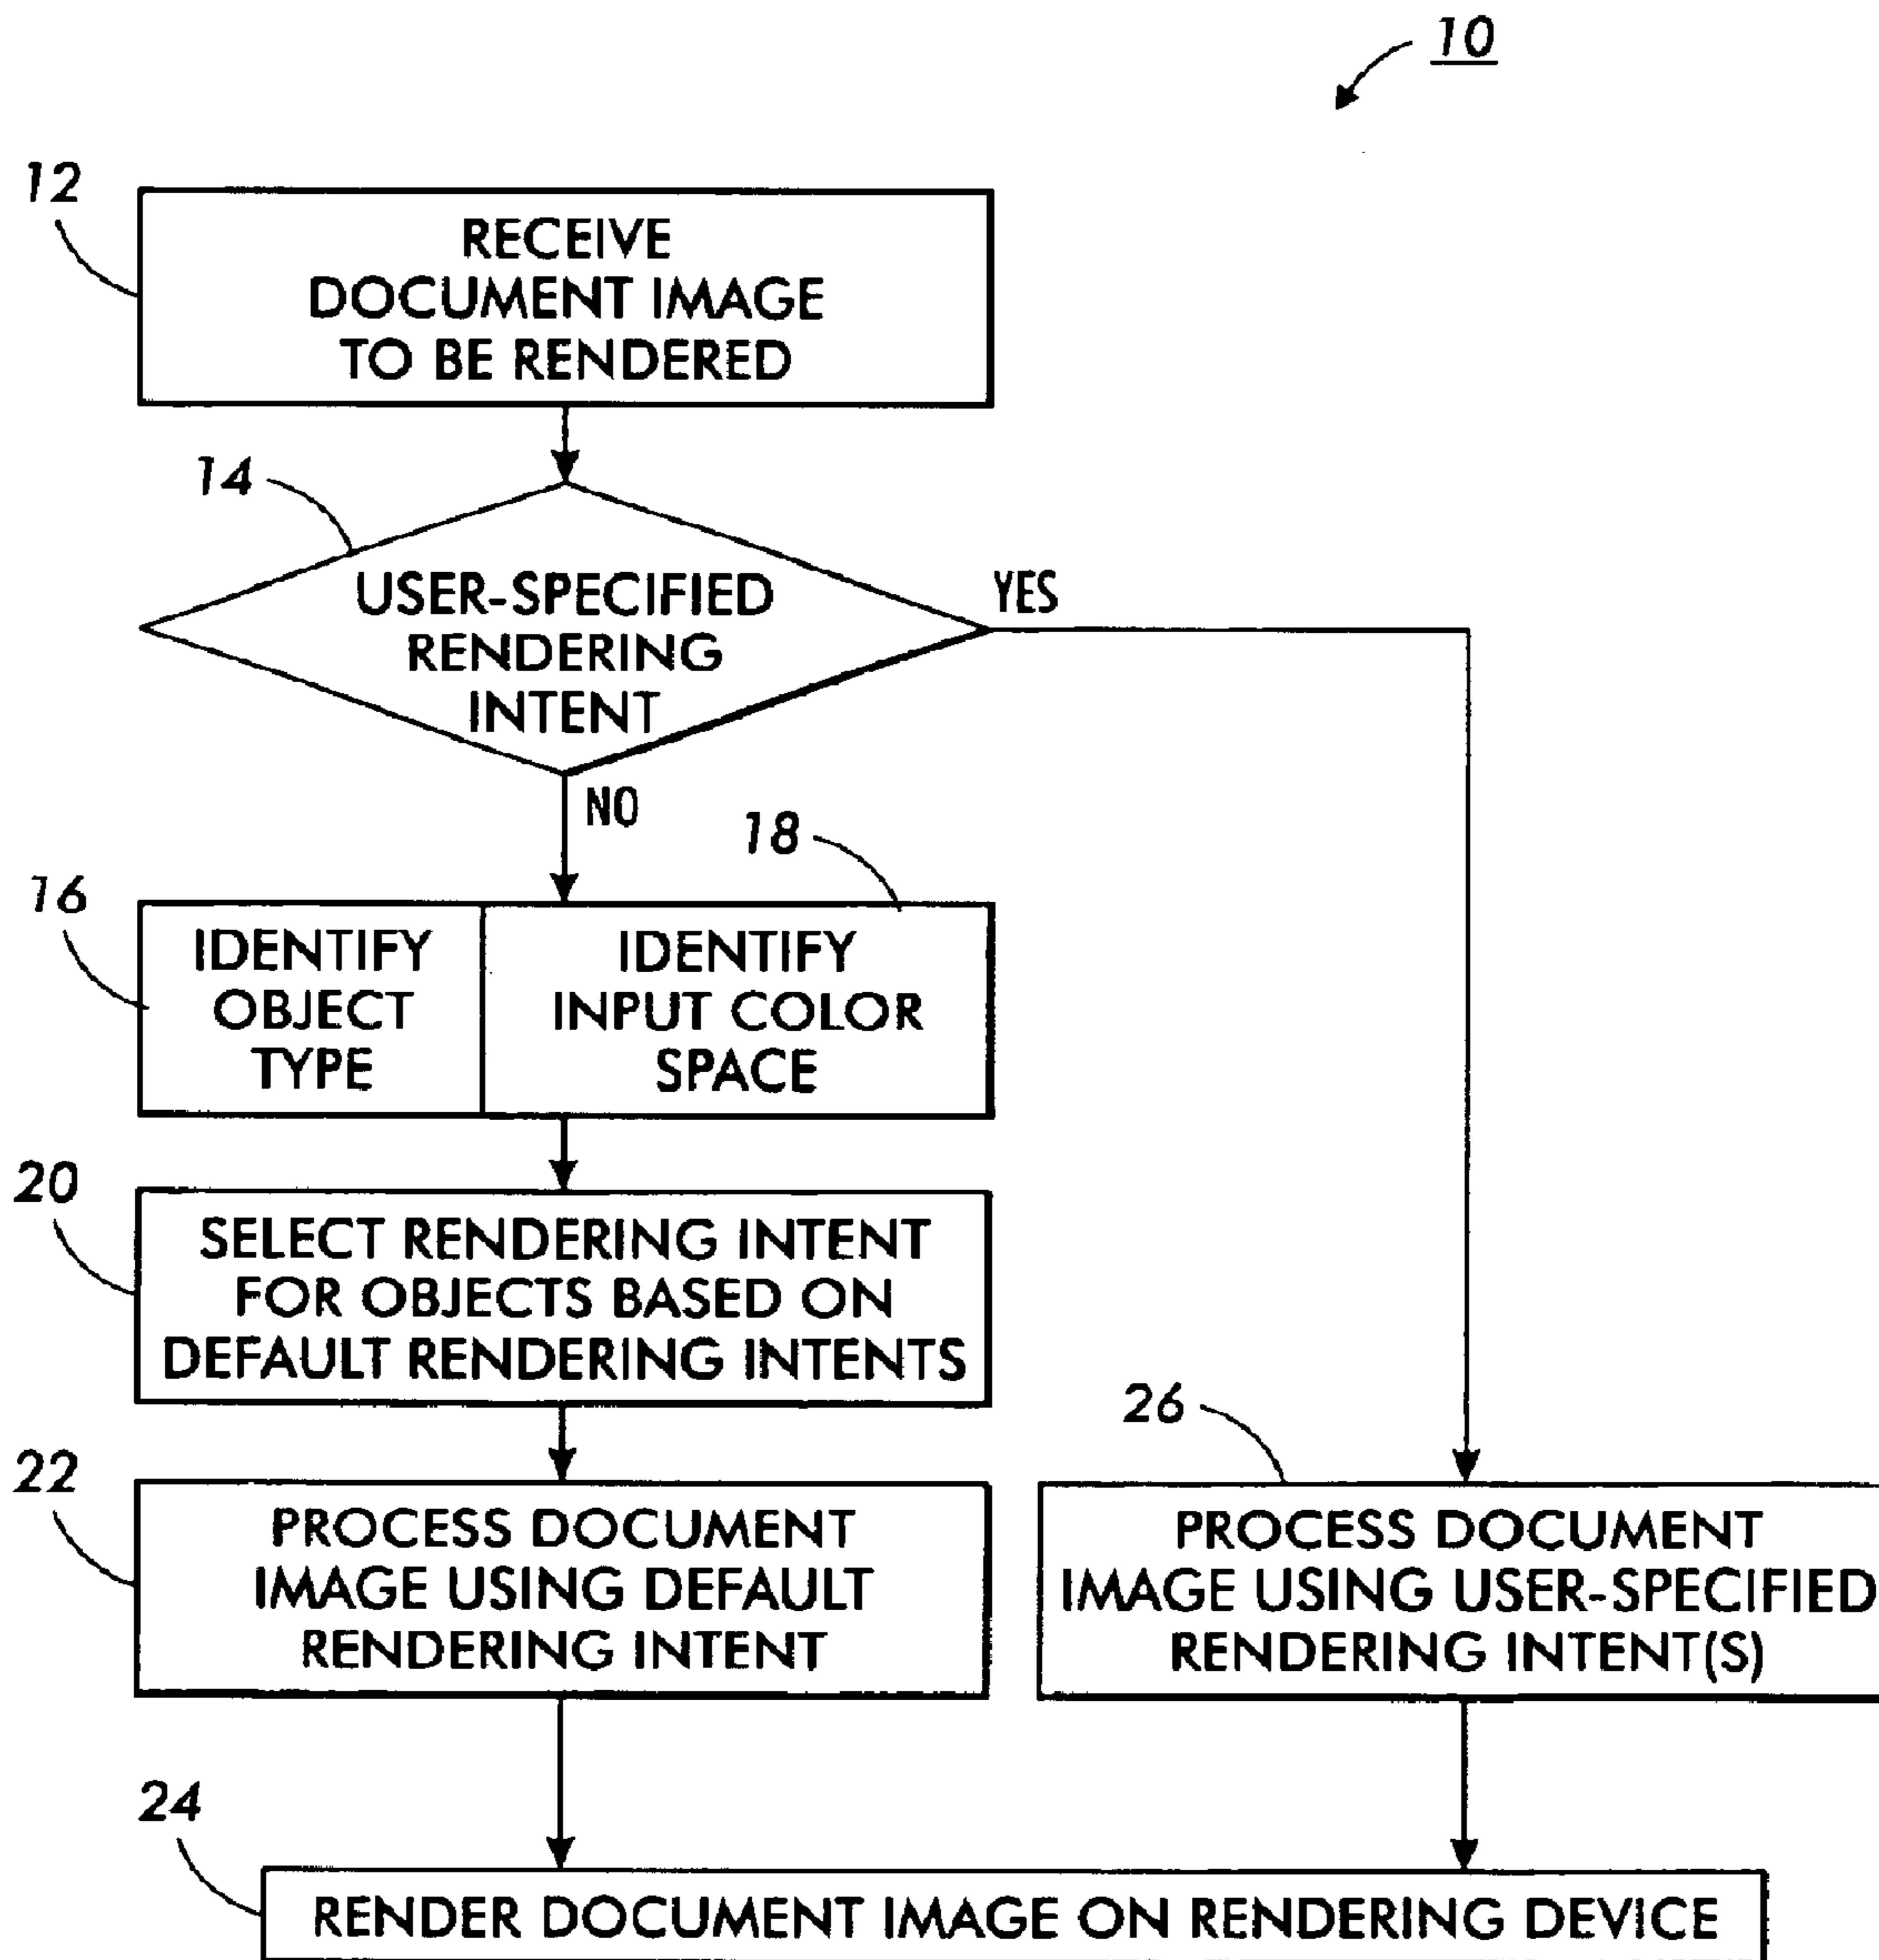 10
12
RECEIVE
DOCUMENT IMAGE
TO BE RENDERED
14
USER-SPECIFIED
RENDERING
INTENT
YES
NO
16
IDENTIFY
OBJECT
TYPE
18
IDENTIFY
INPUT COLOR
SPACE
20
SELECT RENDERING INTENT
FOR OBJECTS BASED ON
DEFAULT RENDERING INTENTS
22
PROCESS DOCUMENT
IMAGE USING DEFAULT
RENDERING INTENT
26
PROCESS DOCUMENT
IMAGE USING USER-SPECIFIED
RENDERING INTENT(S)
24
RENDER DOCUMENT IMAGE ON RENDERING DEVICE